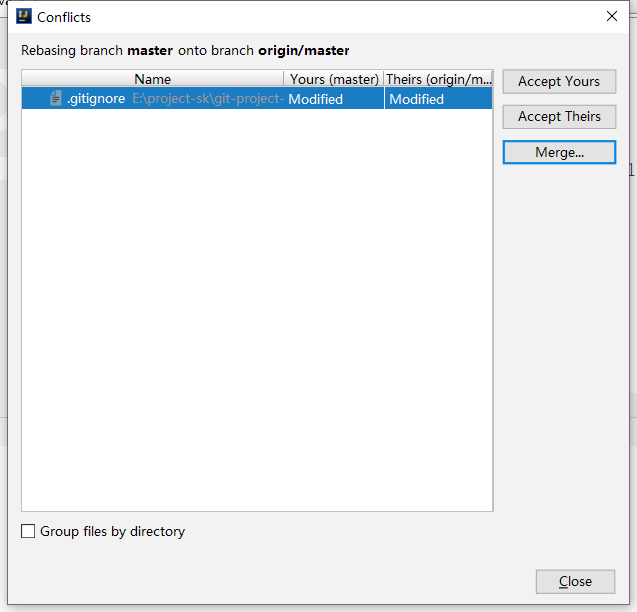 Conflicts
Rebasing branch master onto branch origin/master
Name Yours (master) Theirs (origin/m...
.gitignore E:\project-sk\git-project- Modified Modified
Accept Yours
Accept Theirs
Merge...
Group files by directory
Close